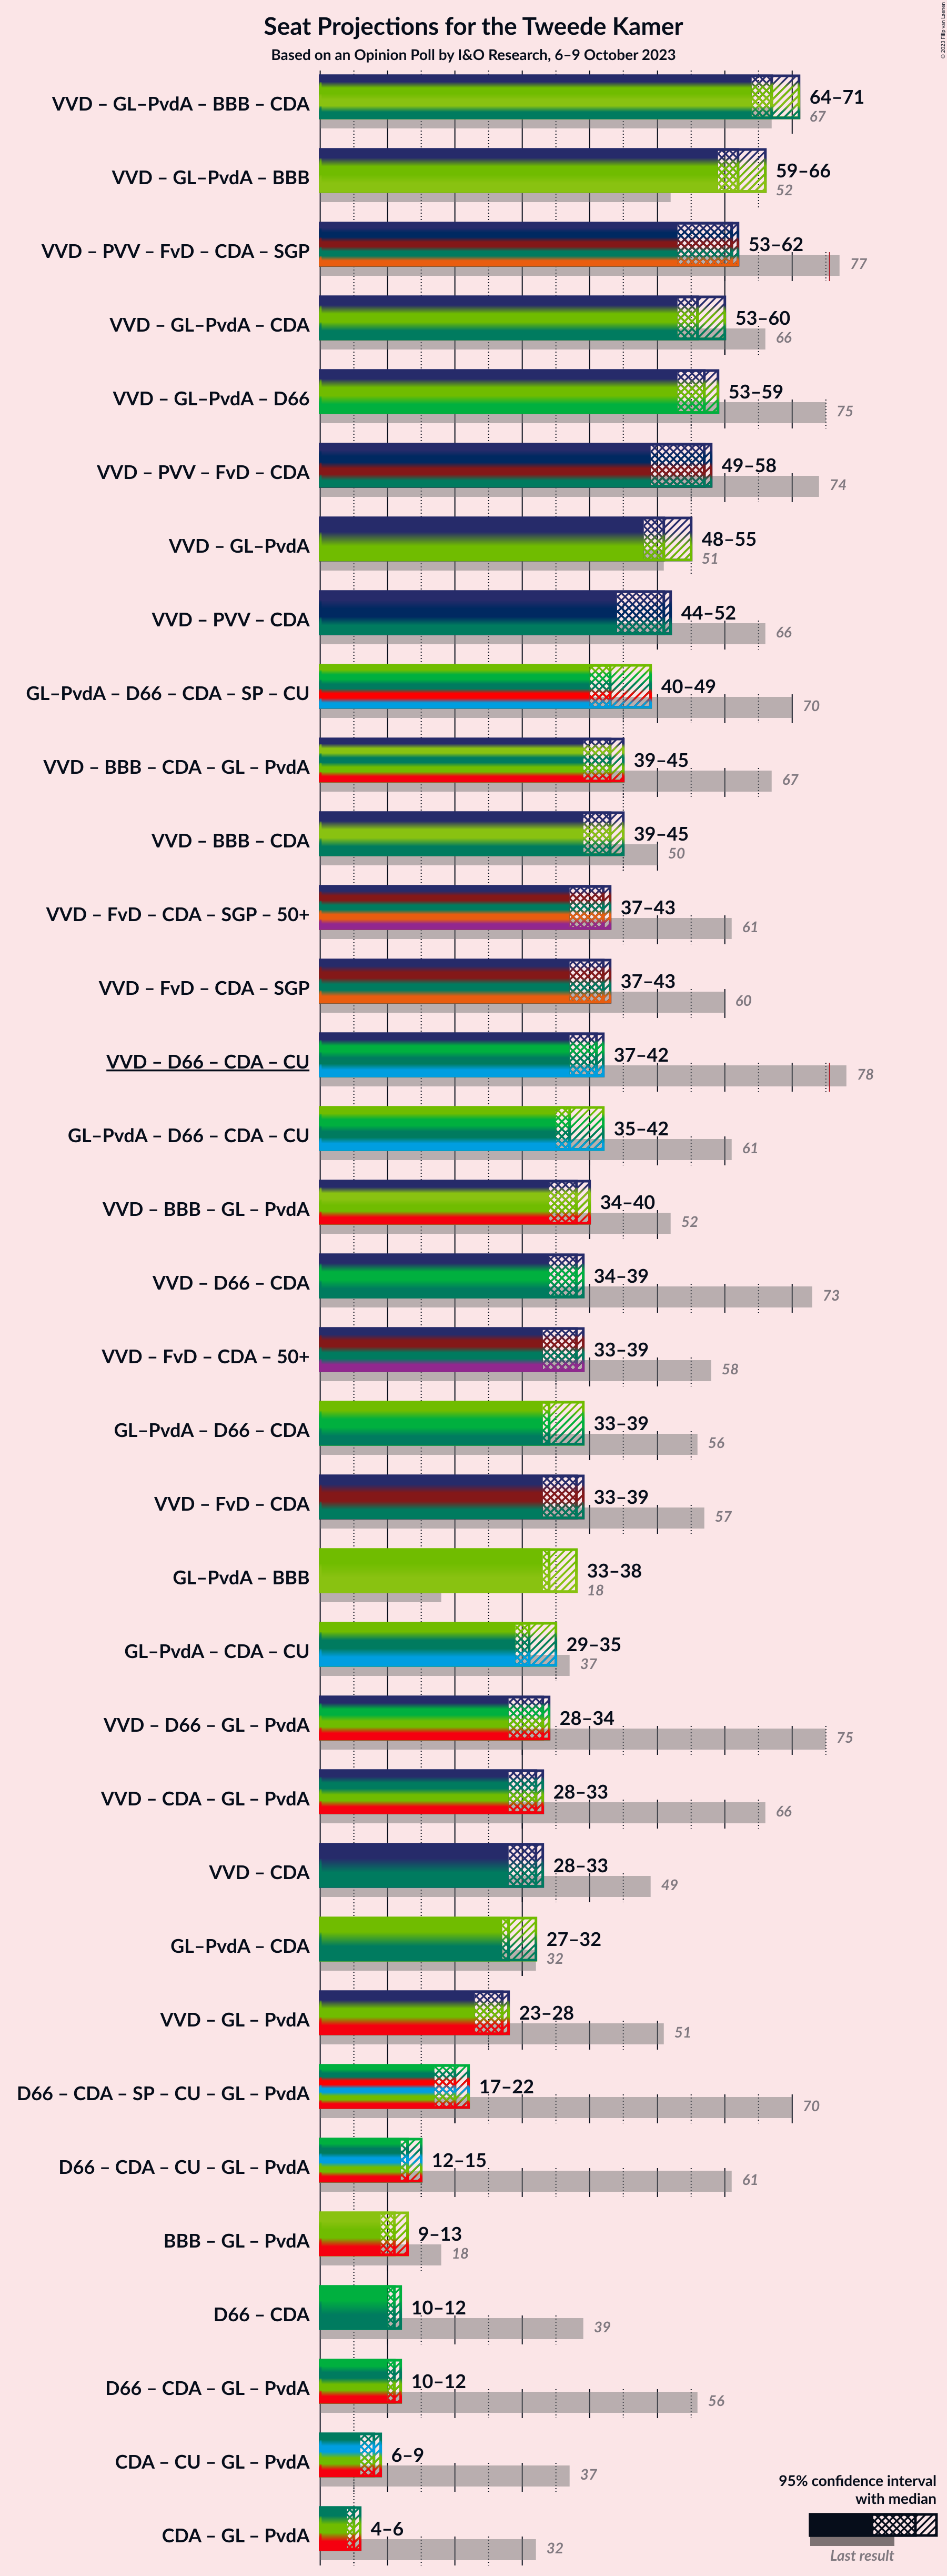 Seat Projections for the Tweede Kamer
Based on an Opinion Poll by I&O Research, 6–9 October 2023
© 2023 Filip van Laenen
VVD – GL–PvdA – BBB – CDA
64–71
67
VVD – GL–PvdA – BBB
59–66
52
VVD – PVV – FvD – CDA – SGP
53–62
77
VVD – GL–PvdA – CDA
53–60
66
VVD – GL–PvdA – D66
53–59
75
VVD – PVV – FvD – CDA
49–58
74
VVD – GL–PvdA
48–55
51
VVD – PVV – CDA
44–52
66
GL–PvdA – D66 – CDA – SP – CU
40–49
70
VVD – BBB – CDA – GL – PvdA
39–45
67
VVD – BBB – CDA
39–45
50
VVD – FvD – CDA – SGP – 50+
37–43
61
VVD – FvD – CDA – SGP
37–43
60
VVD – D66 – CDA – CU
37–42
78
GL–PvdA – D66 – CDA – CU
35–42
61
VVD – BBB – GL – PvdA
34–40
52
VVD – D66 – CDA
34–39
73
VVD – FvD – CDA – 50+
33–39
58
GL–PvdA – D66 – CDA
33–39
56
VVD – FvD – CDA
33–39
57
GL–PvdA – BBB
33–38
18
GL–PvdA – CDA – CU
29–35
37
VVD – D66 – GL – PvdA
28–34
75
VVD – CDA – GL – PvdA
28–33
66
VVD – CDA
28–33
49
GL–PvdA – CDA
27–32
32
VVD – GL – PvdA
23–28
51
D66 – CDA – SP – CU – GL – PvdA
17–22
70
D66 – CDA – CU – GL – PvdA
12–15
61
BBB – GL – PvdA
9–13
18
D66 – CDA
10–12
39
D66 – CDA – GL – PvdA
10–12
56
CDA – CU – GL – PvdA
6–9
37
CDA – GL – PvdA
4–6
32
95% confidence interval
with median
Last result